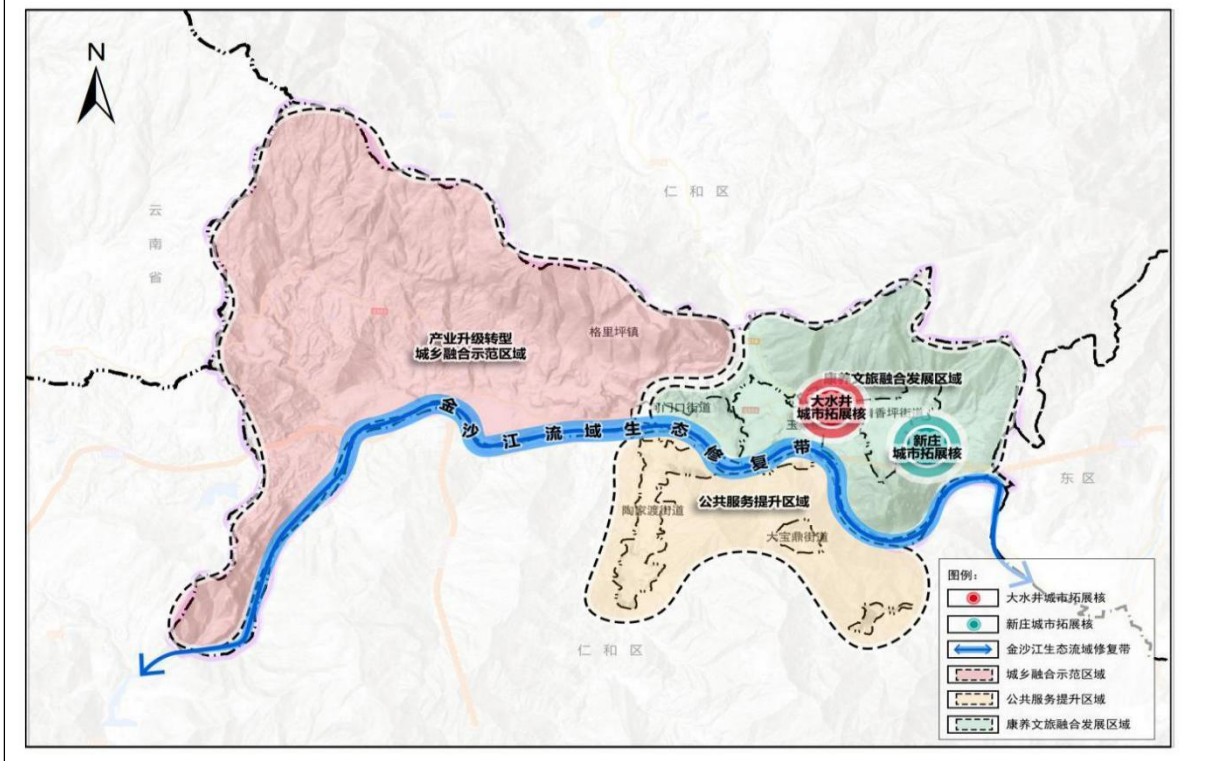 N
仁和区
云
南
省
格里坪镇
产业升级转型
城乡融合示范区域
康养文旅融合发展区域
大水井
城市拓展核
清香坪街道
新庄
城市拓展核
金沙江流域生态修复带
东区
公共服务提升区域
陶家渡街道
大宝鼎街道
仁和区
图例：
大水井城市拓展核
新庄城市拓展核
金沙江生态流域修复带
城乡融合示范区域
公共服务提升区域
康养文旅融合发展区域